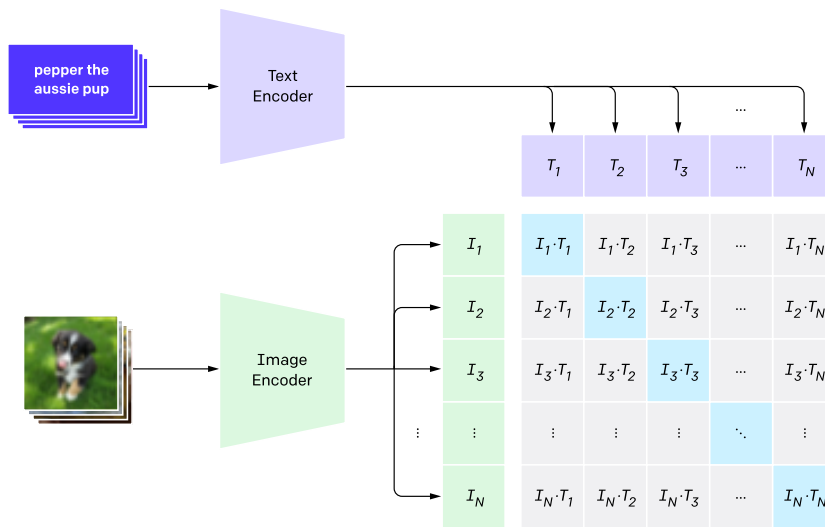 pepper the
aussie pup
Text
Encoder
...
T1 T2 T3 ... TN
I1 I1·T1 I1·T2 I1·T3 ... I1·TN
I2 I2·T1 I2·T2 I2·T3 ... I2·TN
Image
Encoder
I3 I3·T1 I3·T2 I3·T3 ... I3·TN
⋮ ⋮ ⋮ ⋮ ⋮ ⋱ ⋮
IN IN·T1 IN·T2 IN·T3 ... IN·TN